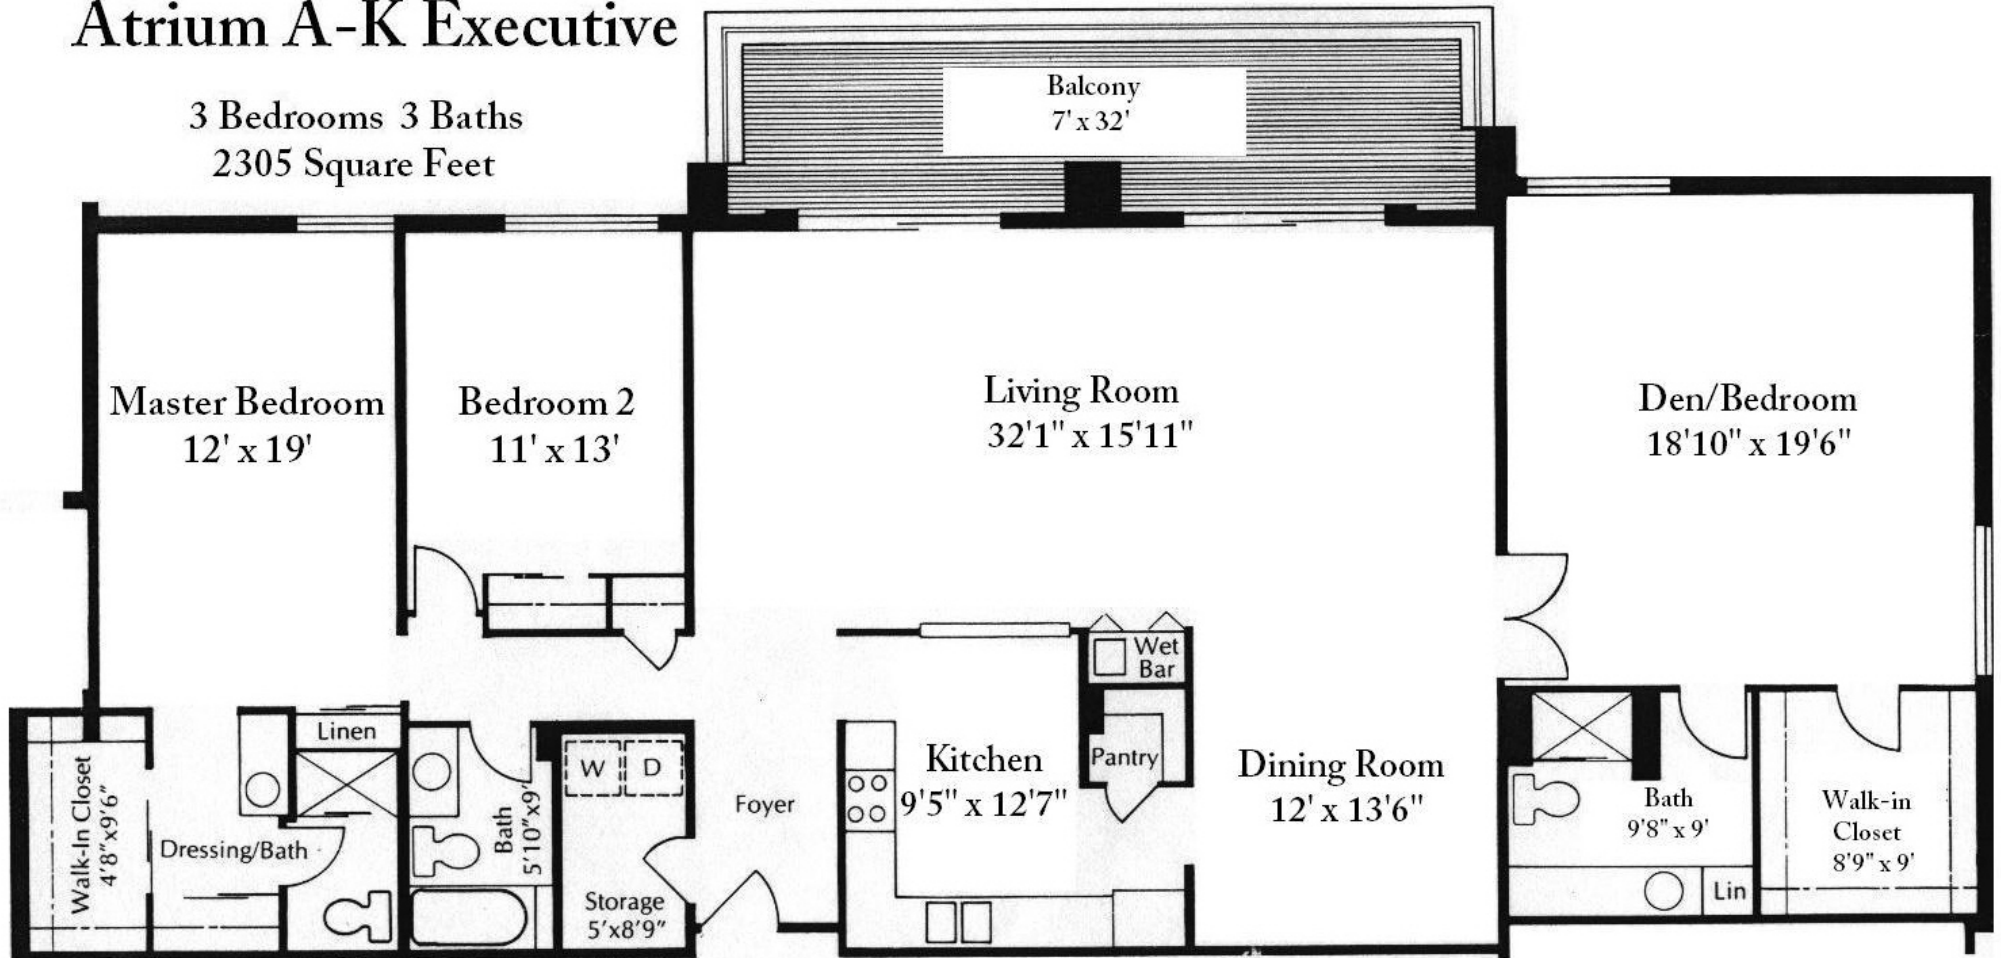 Atrium A-K Executive
3 Bedrooms 3 Baths
2305 Square Feet
Balcony
7' x 32'
Master Bedroom
12' x 19'
Bedroom 2
11' x 13'
Living Room
32'1" x 15'11"
Den/Bedroom
18'10" x 19'6"
Wet
Bar
Linen
Walk-In Closet
4'8"x9'6"
Dressing/Bath
Bath
5'10"x9'
W
D
Storage
5'x8'9"
Foyer
Kitchen
9'5" x 12'7"
Pantry
Dining Room
12' x 13'6"
Bath
9'8" x 9'
Lin
Walk-in
Closet
8'9" x 9'